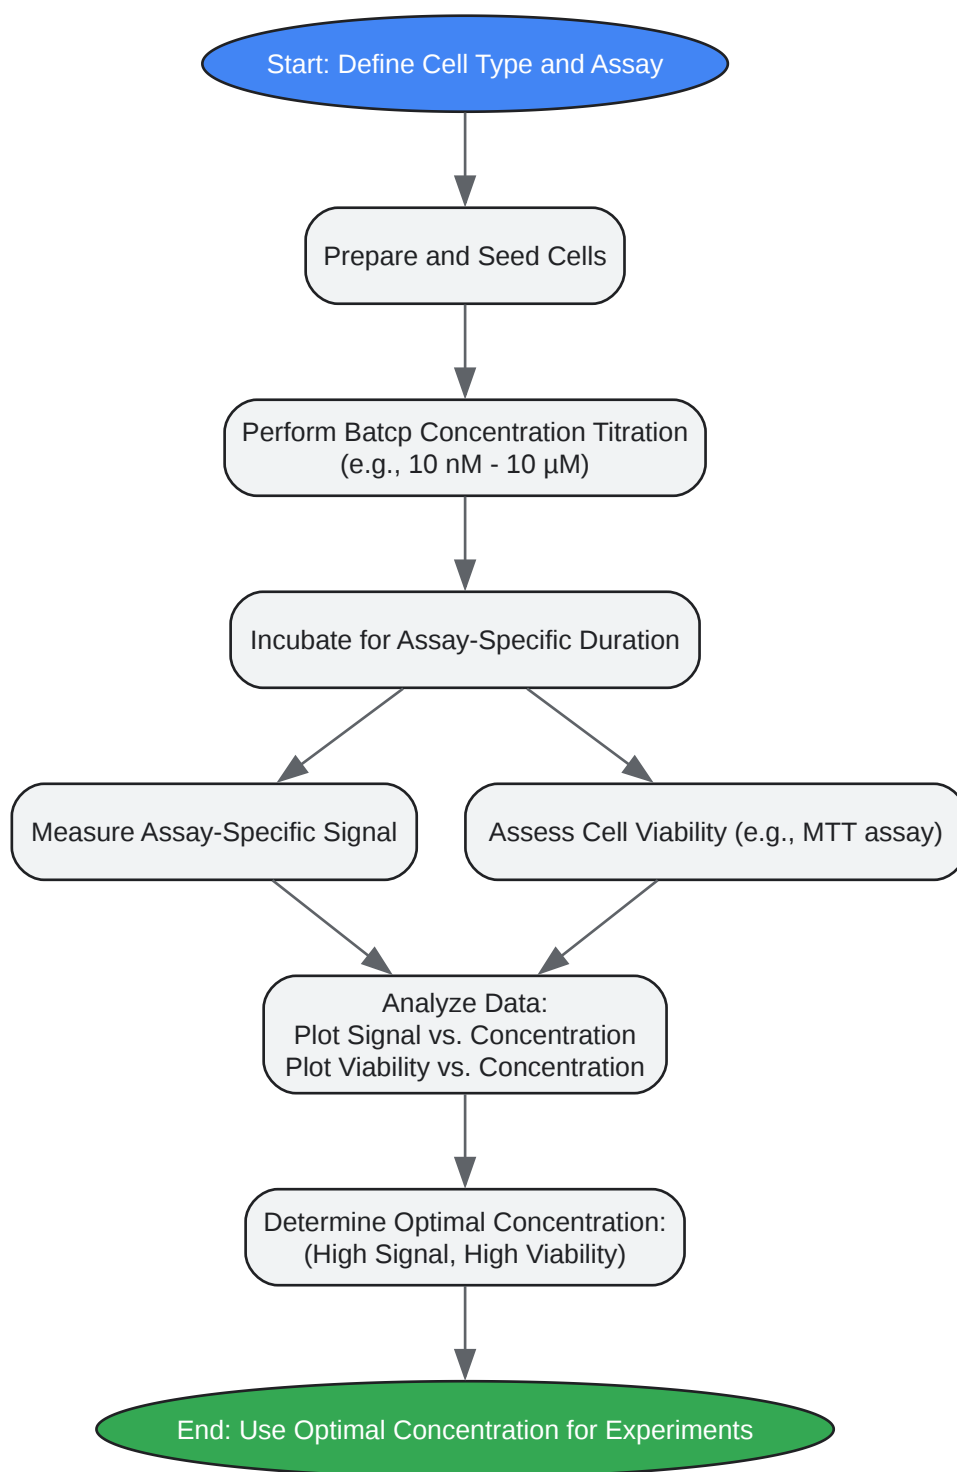 Start: Define Cell Type and Assay
Prepare and Seed Cells
Perform Batcp Concentration Titration
(e.g., 10 nM - 10 µM)
Incubate for Assay-Specific Duration
Measure Assay-Specific Signal
Assess Cell Viability (e.g., MTT assay)
Analyze Data:
Plot Signal vs. Concentration
Plot Viability vs. Concentration
Determine Optimal Concentration:
(High Signal, High Viability)
End: Use Optimal Concentration for Experiments